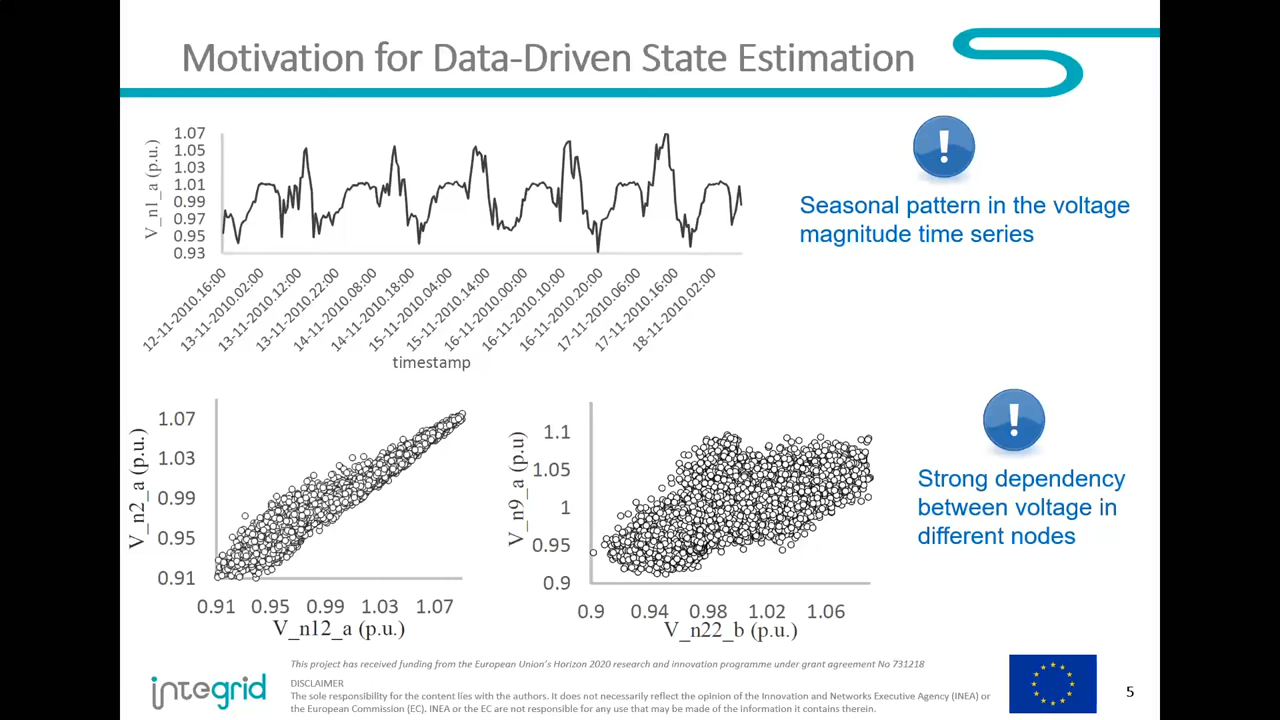 Motivation for Data-Driven State Estimation
1.07
1.05
1.03
1.01
0.99
0.97
0.95
0.93
V_n1_a (p.u.)
12-11-2010.16:00
13-11-2010.02:00
13-11-2010.12:00
13-11-2010.22:00
14-11-2010.08:00
14-11-2010.18:00
15-11-2010.04:00
15-11-2010.14:00
16-11-2010.00:00
16-11-2010.10:00
16-11-2010.20:00
17-11-2010.06:00
17-11-2010.16:00
18-11-2010.02:00
timestamp
!
Seasonal pattern in the voltage
magnitude time series
V_n2_a (p.u.)
1.07
1.03
0.99
0.95
0.91
0.91 0.95 0.99 1.03 1.07
V_n12_a (p.u.)
V_n9_a (p.u)
1.1
1.05
1
0.95
0.9
0.9 0.94 0.98 1.02 1.06
V_n22_b (p.u.)
!
Strong dependency
between voltage in
different nodes
integrid
This project has received funding from the European Union's Horizon 2020 research and innovation programme under grant agreement No 731218
DISCLAIMER
The sole responsibility for the content lies with the authors. It does not necessarily reflect the opinion of the Innovation and Networks Executive Agency (INEA) or
the European Commission (EC). INEA or the EC are not responsible for any use that may be made of the information it contains therein.
5